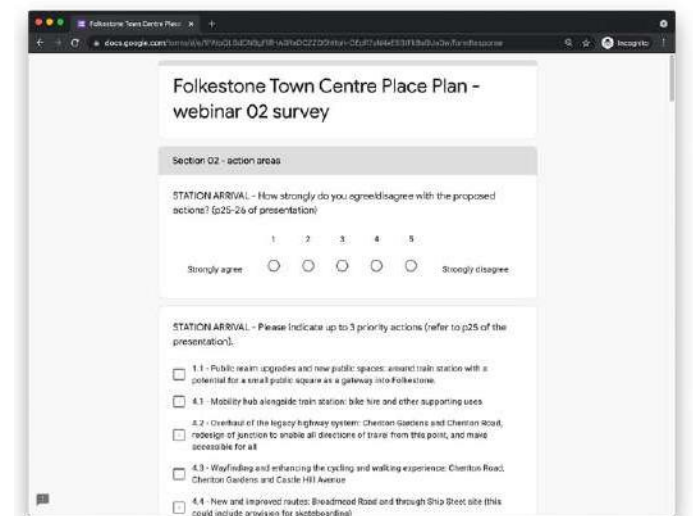 Folkestone Town Centre Place
docs.google.com
Incognito
Folkestone Town Centre Place Plan -
webinar 02 survey
Section 02 - action areas
STATION ARRIVAL - How strongly do you agree/disagree with the proposed
actions? (p25-26 of presentation)
1 2 3 4 5
Strongly agree
Strongly disagree
STATION ARRIVAL - Please indicate up to 3 priority actions (refer to p25 of the
presentation).
1.1 - Public realm upgrades and new public spaces: around train station with a
potential for a small public square as a gateway into Folkestone.
4.1 - Mobility hub alongside train station: bike hire and other supporting uses
4.2 - Overhaul of the legacy highway system: Cheriton Gardens and Cheriton Road,
redesign of junction to enable all directions of travel from this point, and make
accessible for all
4.3 - Wayfinding and enhancing the cycling and walking experience: Cheriton Road,
Cheriton Gardens and Castle Hill Avenue
4.4 - New and improved routes: Broadmead Road and through Ship Street site (this
could include provision for skateboarding)